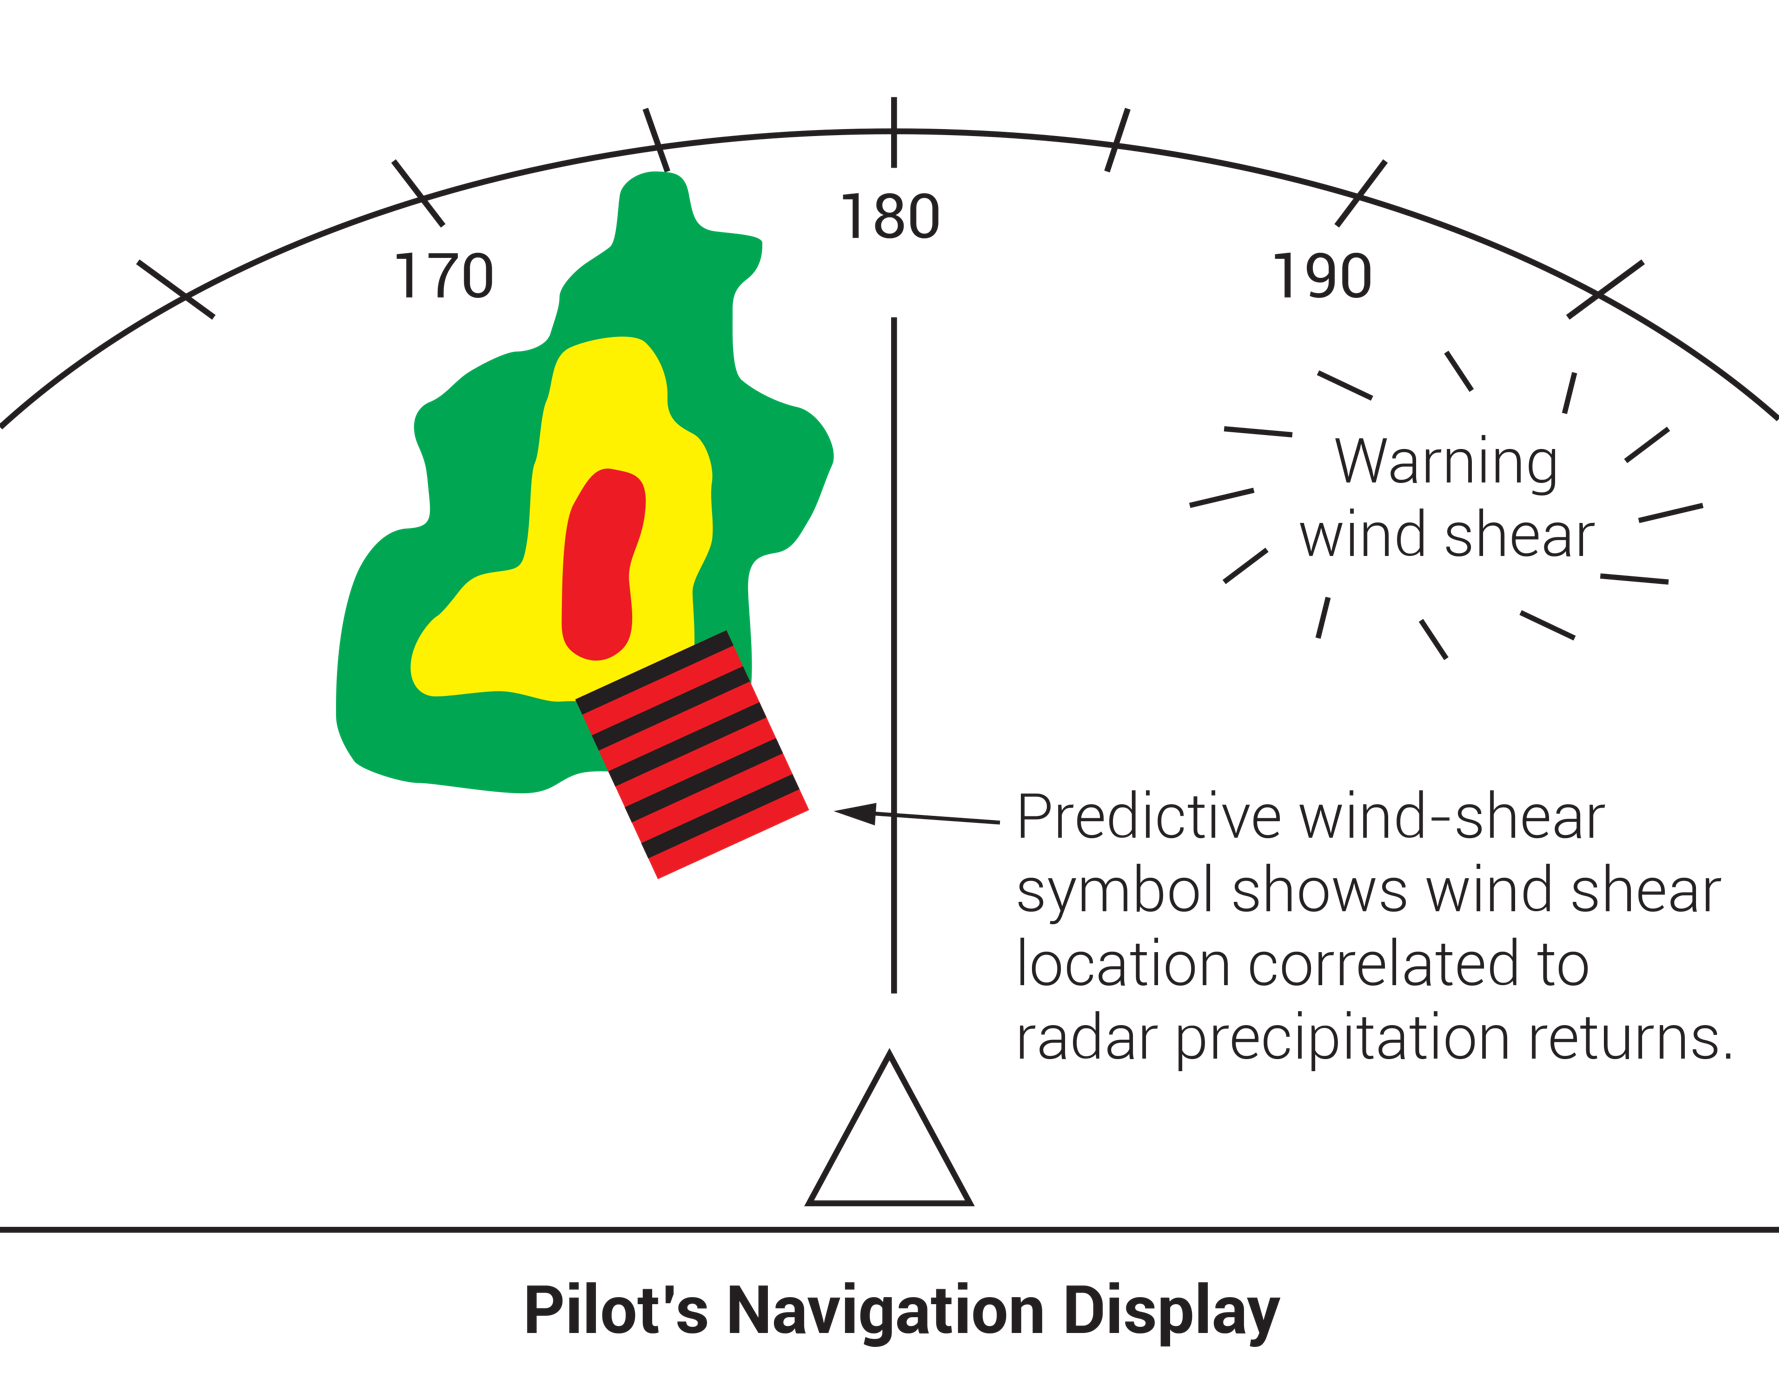 180
170
190
Warning
wind shear
Predictive wind-shear
symbol shows wind shear
location correlated to
radar precipitation returns.
Pilot's Navigation Display